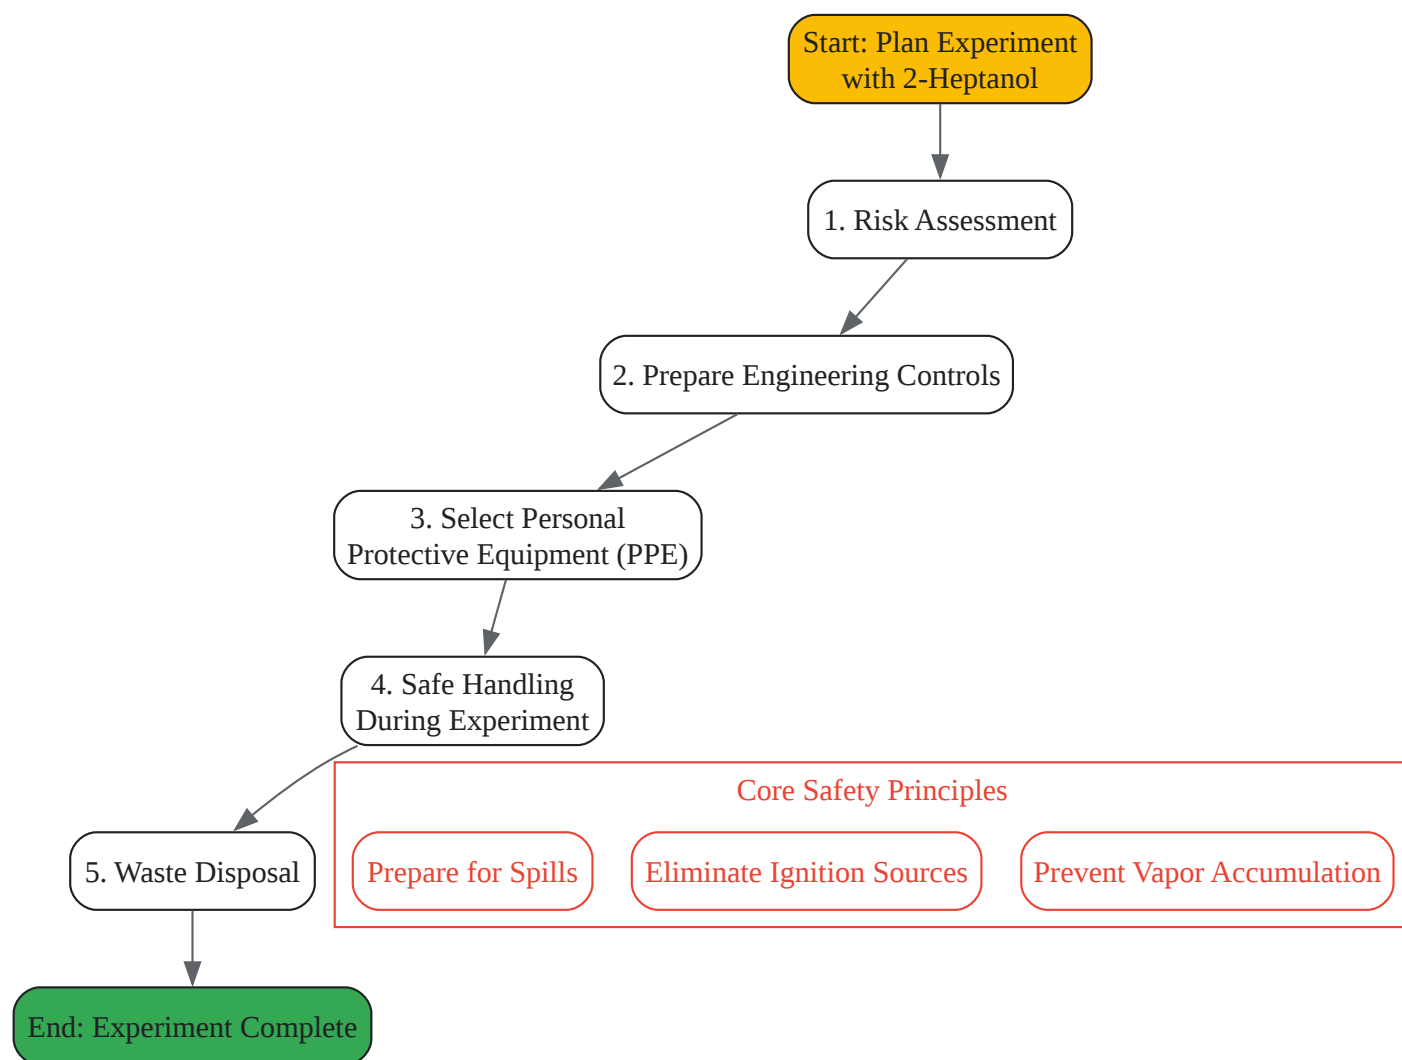 Start: Plan Experiment
with 2-Heptanol
1. Risk Assessment
2. Prepare Engineering Controls
3. Select Personal
Protective Equipment (PPE)
4. Safe Handling
During Experiment
Core Safety Principles
5. Waste Disposal
Prepare for Spills
Eliminate Ignition Sources
Prevent Vapor Accumulation
End: Experiment Complete